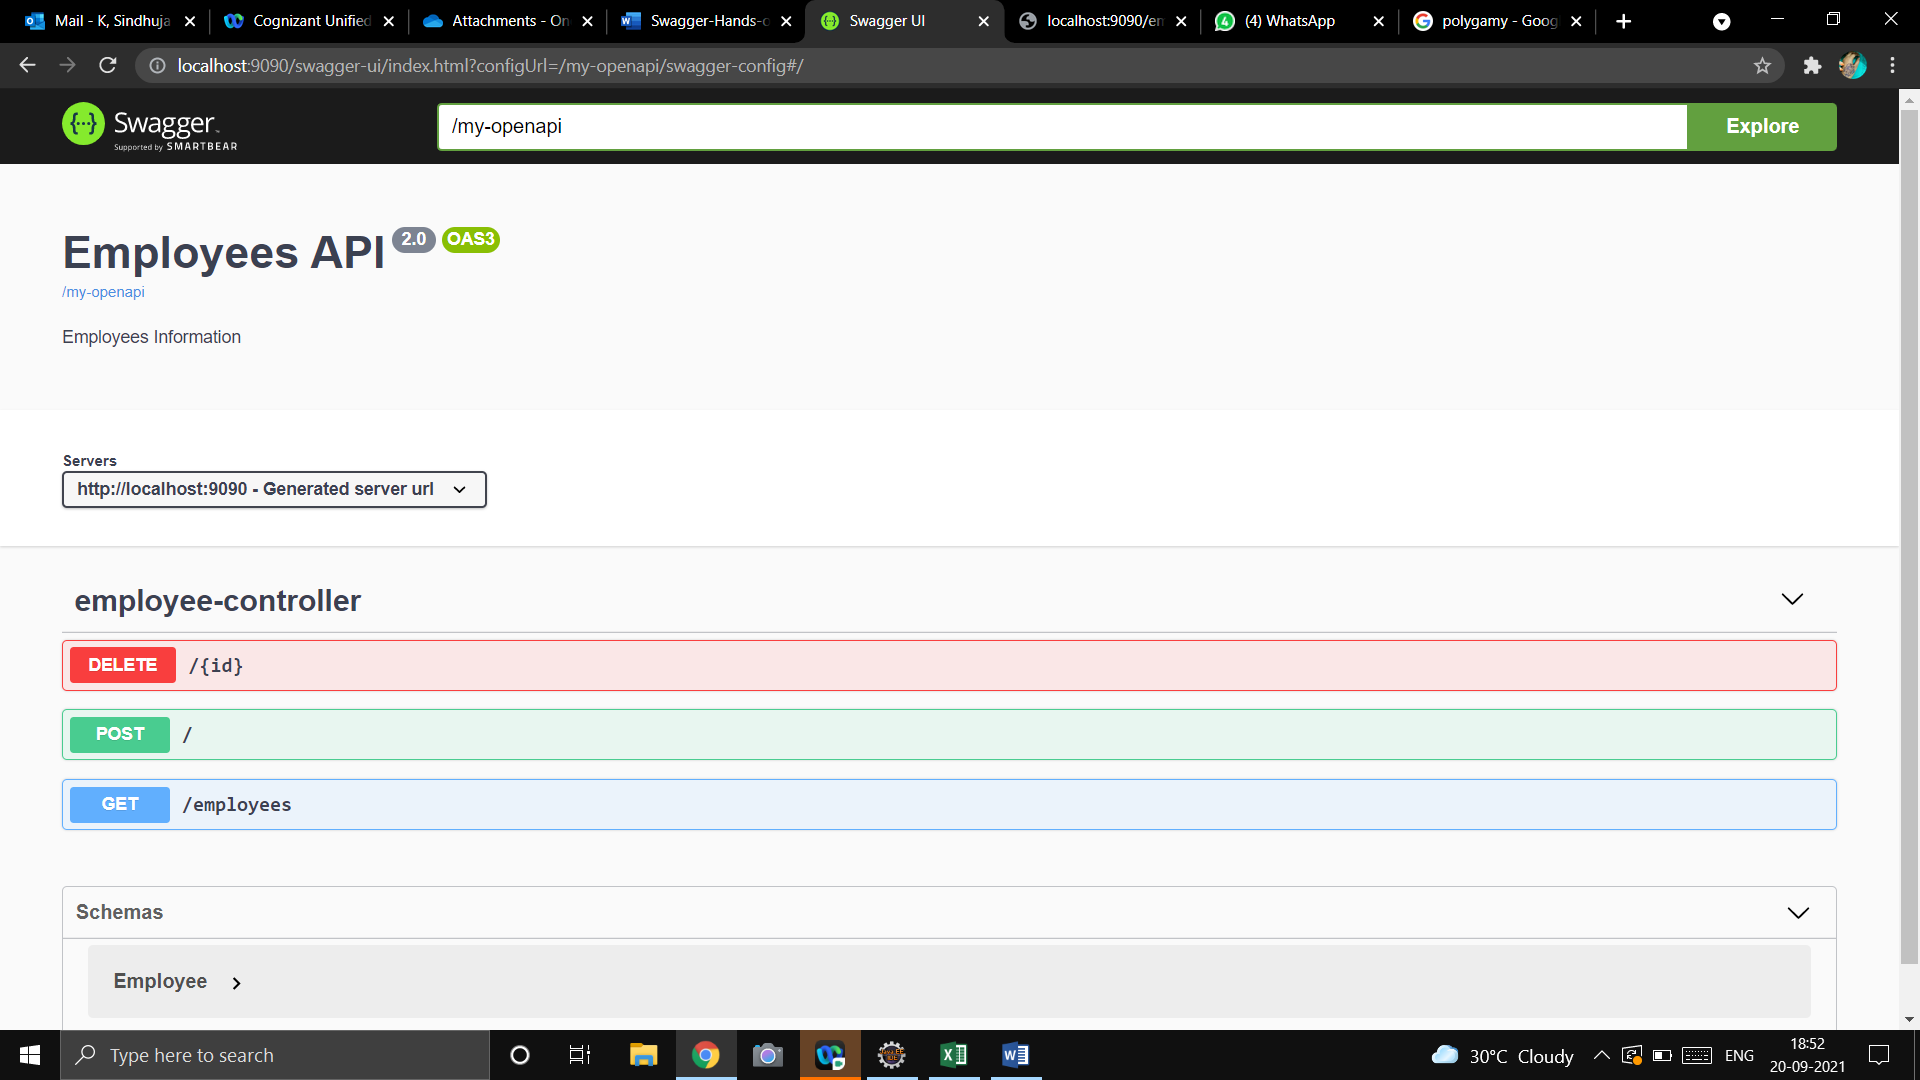 Mail - K, Sindhuja
Cognizant Unified
Attachments - On
Swagger-Hands-o
Swagger UI
localhost:9090/em
(4) WhatsApp
polygamy - Goog
localhost:9090/swagger-ui/index.html?configUrl=/my-openapi/swagger-config#/
Swagger
Supported by SMARTBEAR
/my-openapi
Explore
Employees API 2.0 OAS3
/my-openapi
Employees Information
Servers
http://localhost:9090 - Generated server url
employee-controller
DELETE /{id}
POST /
GET /employees
Schemas
Employee
Type here to search
30°C Cloudy
ENG
18:52
20-09-2021